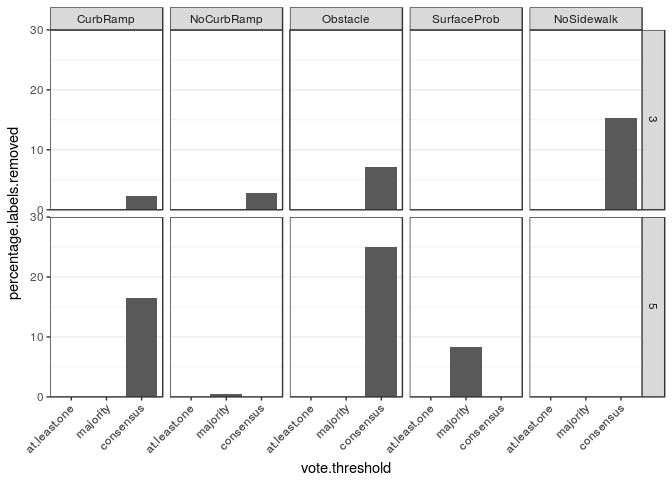 CurbRamp NoCurbRamp Obstacle SurfaceProb NoSidewalk
30
20
10
0
3
30
20
10
0
5
percentage.labels.removed
at.least.one majority consensus at.least.one majority consensus at.least.one majority consensus at.least.one majority consensus at.least.one majority consensus
vote.threshold